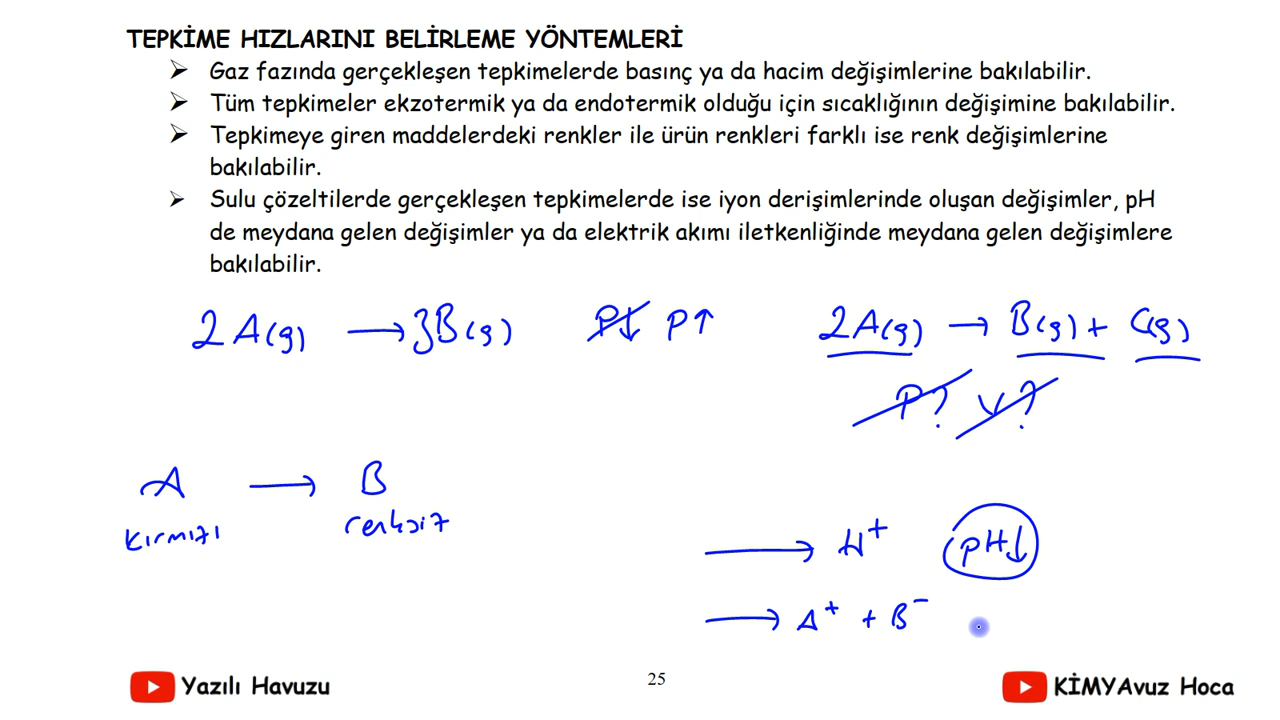 TEPKİME HIZLARINI BELİRLEME YÖNTEMLERİ
➢ Gaz fazında gerçekleşen tepkimelerde basınç ya da hacim değişimlerine bakılabilir.
➢ Tüm tepkimeler ekzotermik ya da endotermik olduğu için sıcaklığının değişimine bakılabilir.
➢ Tepkimeye giren maddelerdeki renkler ile ürün renkleri farklı ise renk değişimlerine
bakılabilir.
➢ Sulu çözeltilerde gerçekleşen tepkimelerde ise iyon derişimlerinde oluşan değişimler, pH
de meydana gelen değişimler ya da elektrik akımı iletkenliğinde meydana gelen değişimlere
bakılabilir.
2A(g) → 3B(g) P↓ P↑ 2A(g) → B(g) + C(g)
P? V?
A → B
kırmızı renksiz
→ H⁺ pH↓
→ A⁺ + B⁻
Yazılı Havuzu 25 KİMYAvuz Hoca